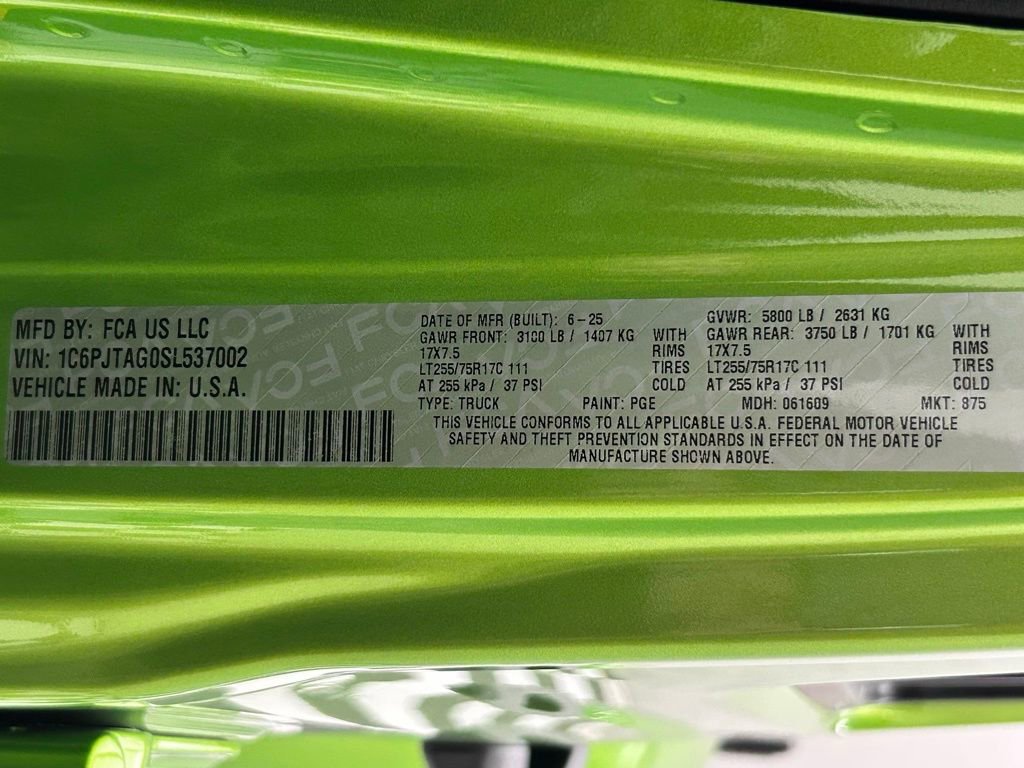 MFD BY: FCA US LLC
VIN: 1C6PJTAG0SL537002
VEHICLE MADE IN: U.S.A.
DATE OF MFR (BUILT): 6-25
GAWR FRONT: 3100 LB / 1407 KG WITH
17X7.5 RIMS
LT255/75R17C 111 TIRES
AT 255 kPa / 37 PSI COLD
GVWR: 5800 LB / 2631 KG
GAWR REAR: 3750 LB / 1701 KG WITH
17X7.5 RIMS
LT255/75R17C 111 TIRES
AT 255 kPa / 37 PSI COLD
TYPE: TRUCK PAINT: PGE MDH: 061609 MKT: 875
THIS VEHICLE CONFORMS TO ALL APPLICABLE U.S.A. FEDERAL MOTOR VEHICLE
SAFETY AND THEFT PREVENTION STANDARDS IN EFFECT ON THE DATE OF
MANUFACTURE SHOWN ABOVE.